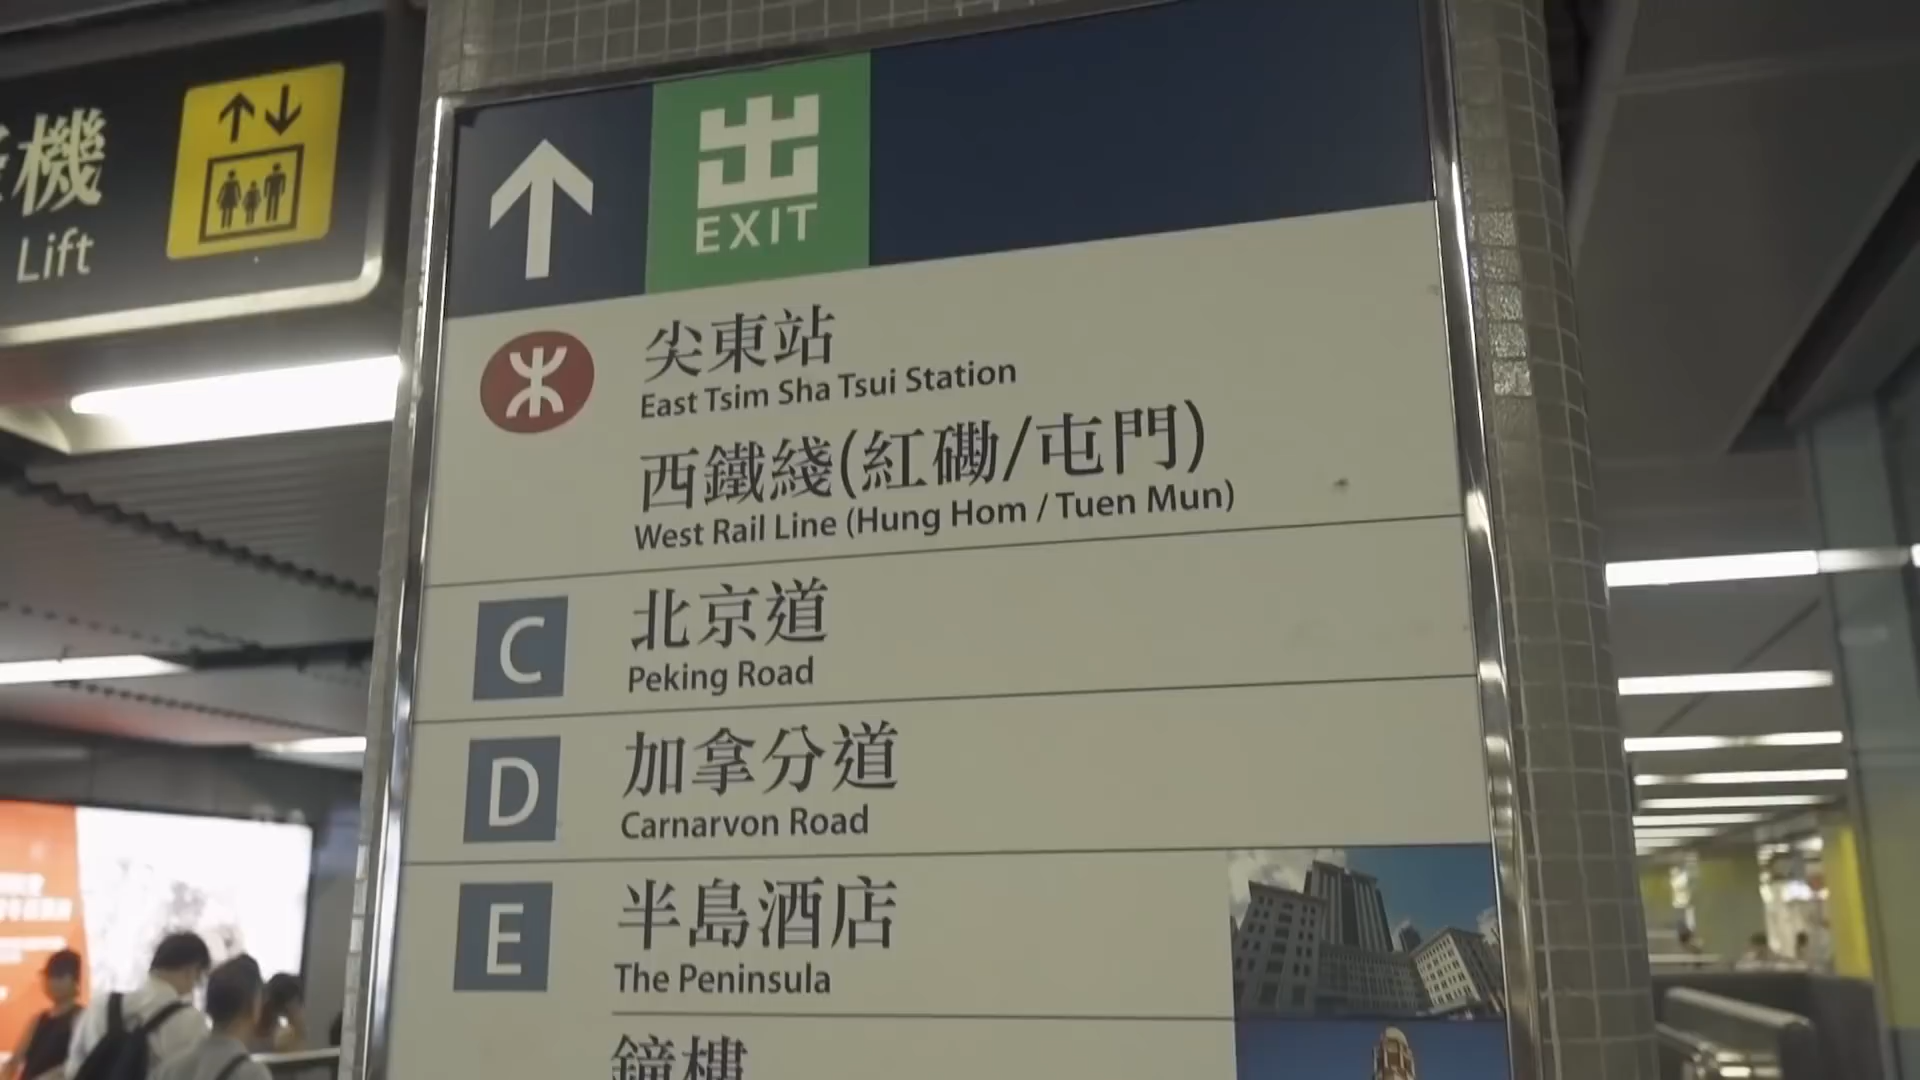 機
Lift
出
EXIT
尖東站
East Tsim Sha Tsui Station
西鐵綫(紅磡/屯門)
West Rail Line (Hung Hom / Tuen Mun)
C
北京道
Peking Road
D
加拿分道
Carnarvon Road
E
半島酒店
The Peninsula
鐘樓